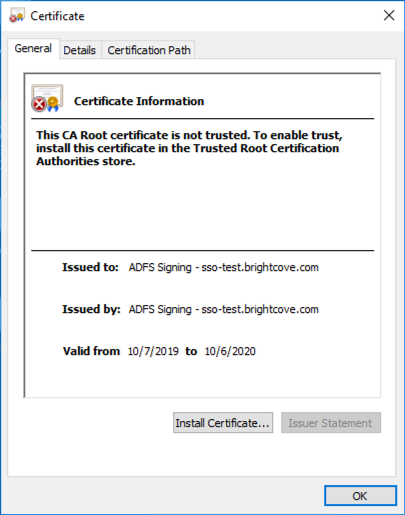 Certificate
General Details Certification Path
Certificate Information
This CA Root certificate is not trusted. To enable trust,
install this certificate in the Trusted Root Certification
Authorities store.
Issued to: ADFS Signing - sso-test.brightcove.com
Issued by: ADFS Signing - sso-test.brightcove.com
Valid from 10/7/2019 to 10/6/2020
Install Certificate... Issuer Statement
OK